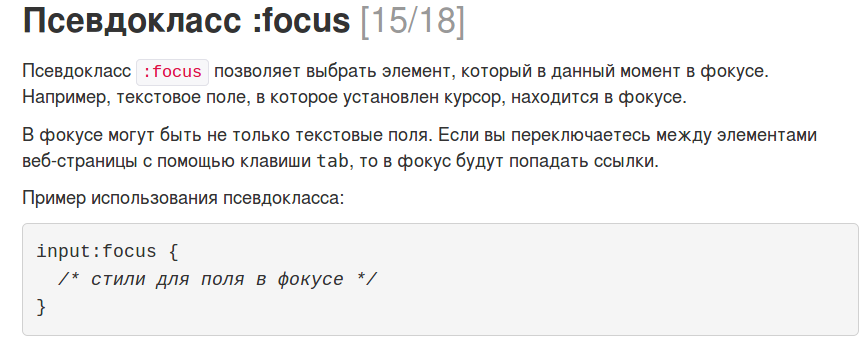 Псевдокласс :focus [15/18]
Псевдокласс :focus позволяет выбрать элемент, который в данный момент в фокусе.
Например, текстовое поле, в которое установлен курсор, находится в фокусе.
В фокусе могут быть не только текстовые поля. Если вы переключаетесь между элементами
веб-страницы с помощью клавиши tab, то в фокус будут попадать ссылки.
Пример использования псевдокласса:
input:focus {
  /* стили для поля в фокусе */
}